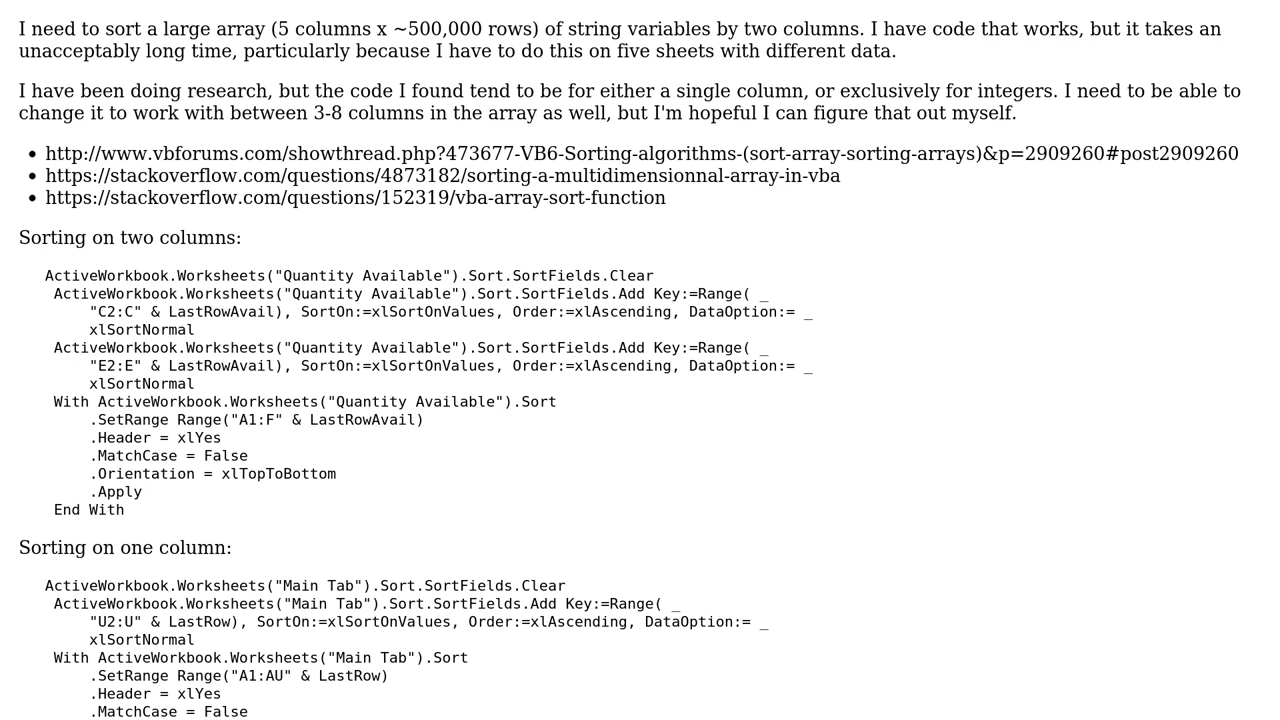 I need to sort a large array (5 columns x ~500,000 rows) of string variables by two columns. I have code that works, but it takes an
unacceptably long time, particularly because I have to do this on five sheets with different data.
I have been doing research, but the code I found tend to be for either a single column, or exclusively for integers. I need to be able to
change it to work with between 3-8 columns in the array as well, but I'm hopeful I can figure that out myself.
• http://www.vbforums.com/showthread.php?473677-VB6-Sorting-algorithms-(sort-array-sorting-arrays)&p=2909260#post2909260
• https://stackoverflow.com/questions/4873182/sorting-a-multidimensionnal-array-in-vba
• https://stackoverflow.com/questions/152319/vba-array-sort-function
Sorting on two columns:
ActiveWorkbook.Worksheets("Quantity Available").Sort.SortFields.Clear
 ActiveWorkbook.Worksheets("Quantity Available").Sort.SortFields.Add Key:=Range( _
     "C2:C" & LastRowAvail), SortOn:=xlSortOnValues, Order:=xlAscending, DataOption:= _
     xlSortNormal
 ActiveWorkbook.Worksheets("Quantity Available").Sort.SortFields.Add Key:=Range( _
     "E2:E" & LastRowAvail), SortOn:=xlSortOnValues, Order:=xlAscending, DataOption:= _
     xlSortNormal
 With ActiveWorkbook.Worksheets("Quantity Available").Sort
     .SetRange Range("A1:F" & LastRowAvail)
     .Header = xlYes
     .MatchCase = False
     .Orientation = xlTopToBottom
     .Apply
 End With
Sorting on one column:
ActiveWorkbook.Worksheets("Main Tab").Sort.SortFields.Clear
 ActiveWorkbook.Worksheets("Main Tab").Sort.SortFields.Add Key:=Range( _
     "U2:U" & LastRow), SortOn:=xlSortOnValues, Order:=xlAscending, DataOption:= _
     xlSortNormal
 With ActiveWorkbook.Worksheets("Main Tab").Sort
     .SetRange Range("A1:AU" & LastRow)
     .Header = xlYes
     .MatchCase = False